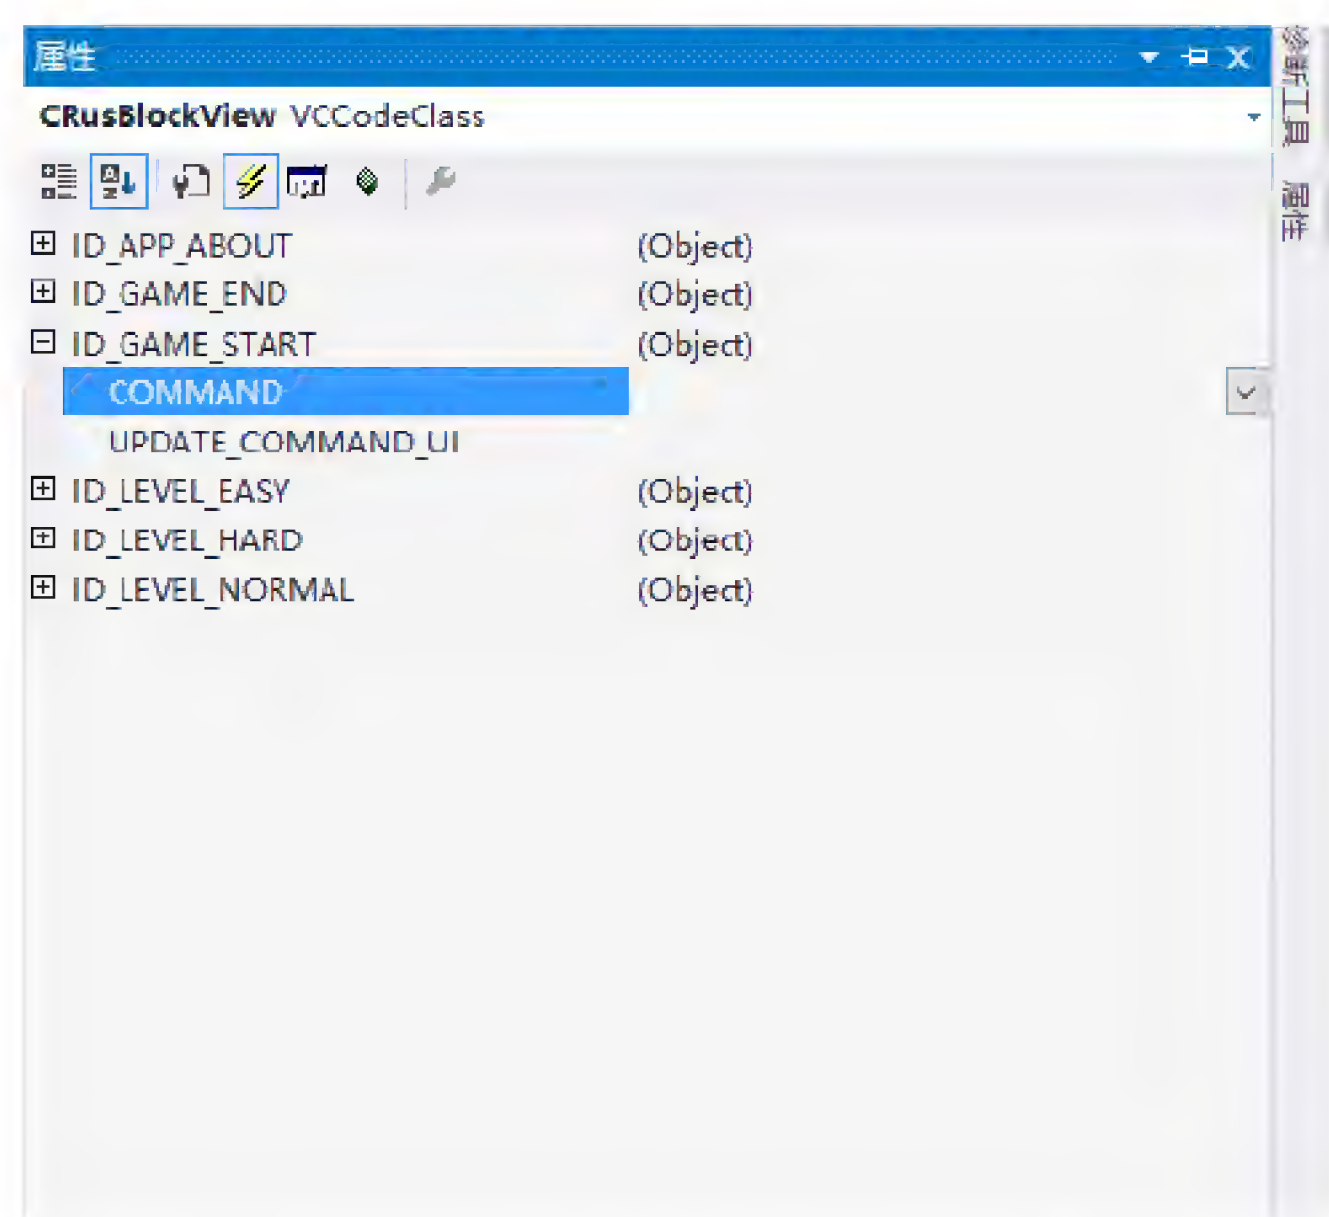 属性
CRusBlockView VCCodeClass
ID_APP_ABOUT (Object)
ID_GAME_END (Object)
ID_GAME_START (Object)
COMMAND
UPDATE_COMMAND_UI
ID_LEVEL_EASY (Object)
ID_LEVEL_HARD (Object)
ID_LEVEL_NORMAL (Object)
诊断工具
属性